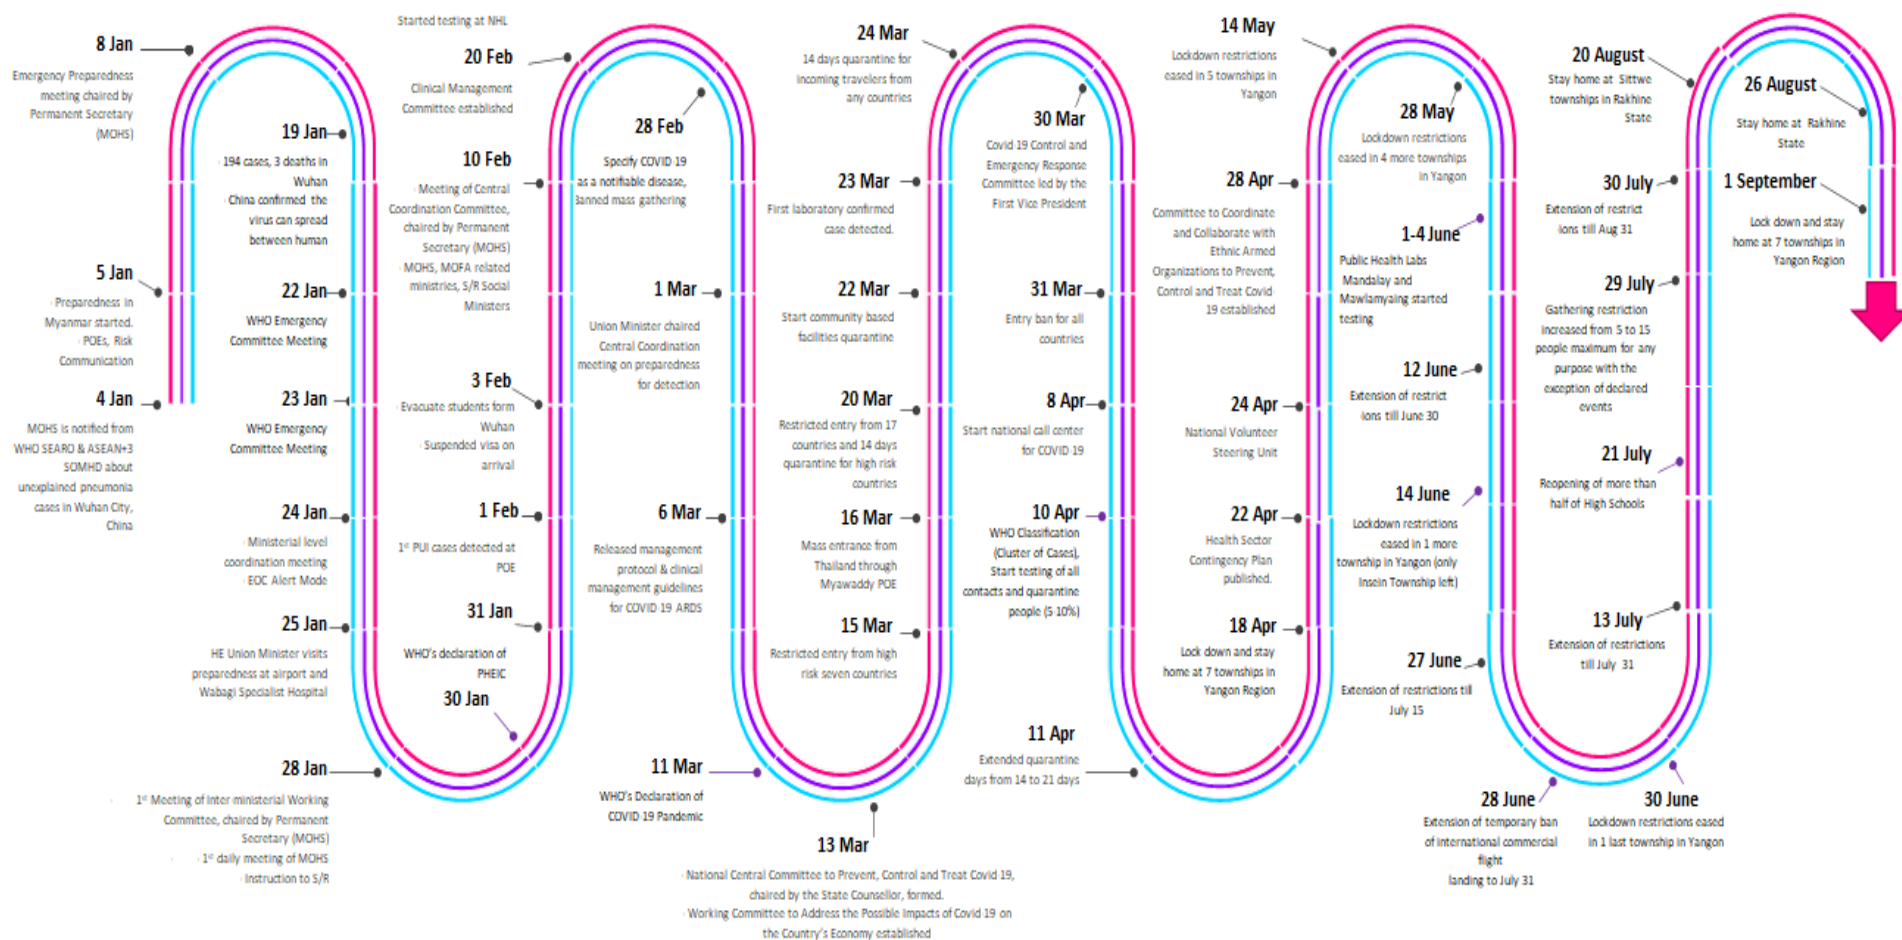 8 Jan
Emergency Preparedness
meeting chaired by
Permanent Secretary
(MOHS)
5 Jan
· Preparedness in
Myanmar started.
· POEs, Risk
Communication
4 Jan
MOHS is notified from
WHO SEARO & ASEAN+3
SOMHD about
unexplained pneumonia
cases in Wuhan City,
China
19 Jan
· 194 cases, 3 deaths in
Wuhan
· China confirmed the
virus can spread
between human
22 Jan
WHO Emergency
Committee Meeting
23 Jan
WHO Emergency
Committee Meeting
24 Jan
· Ministerial level
coordination meeting
· EOC Alert Mode
25 Jan
HE Union Minister visits
preparedness at airport and
Wabagi Specialist Hospital
28 Jan
· 1st Meeting of Inter ministerial Working
Committee, chaired by Permanent
Secretary (MOHS)
· 1st daily meeting of MOHS
· Instruction to S/R
Started testing at NHL
20 Feb
Clinical Management
Committee established
10 Feb
· Meeting of Central
Coordination Committee,
chaired by Permanent
Secretary (MOHS)
· MOHS, MOFA related
ministries, S/R Social
Ministers
3 Feb
· Evacuate students form
Wuhan
· Suspended visa on
arrival
1 Feb
1st PUI cases detected at
POE
31 Jan
WHO's declaration of
PHEIC
30 Jan
28 Feb
Specify COVID 19
as a notifiable disease,
Banned mass gathering
1 Mar
Union Minister chaired
Central Coordination
meeting on preparedness
for detection
6 Mar
Released management
protocol & clinical
management guidelines
for COVID 19 ARDS
11 Mar
WHO's Declaration of
COVID 19 Pandemic
13 Mar
· National Central Committee to Prevent, Control and Treat Covid 19,
chaired by the State Counsellor, formed.
· Working Committee to Address the Possible Impacts of Covid 19 on
the Country's Economy established
24 Mar
14 days quarantine for
incoming travelers from
any countries
23 Mar
First laboratory confirmed
case detected.
22 Mar
Start community based
facilities quarantine
20 Mar
Restricted entry from 17
countries and 14 days
quarantine for high risk
countries
16 Mar
Mass entrance from
Thailand through
Myawaddy POE
15 Mar
Restricted entry from high
risk seven countries
30 Mar
Covid 19 Control and
Emergency Response
Committee led by the
First Vice President
31 Mar
Entry ban for all
countries
8 Apr
Start national call center
for COVID 19
10 Apr
WHO Classification
(Cluster of Cases),
Start testing of all
contacts and quarantine
people (5 10%)
11 Apr
Extended quarantine
days from 14 to 21 days
14 May
Lockdown restrictions
eased in 5 townships in
Yangon
28 Apr
Committee to Coordinate
and Collaborate with
Ethnic Armed
Organizations to Prevent,
Control and Treat Covid
19 established
24 Apr
National Volunteer
Steering Unit
22 Apr
Health Sector
Contingency Plan
published.
18 Apr
Lock down and stay
home at 7 townships in
Yangon Region
28 May
Lockdown restrictions
eased in 4 more townships
in Yangon
1-4 June
Public Health Labs
Mandalay and
Mawlamyaing started
testing
12 June
Extension of restrict
ions till June 30
14 June
Lockdown restrictions
eased in 1 more
township in Yangon (only
Insein Township left)
27 June
Extension of restrictions till
July 15
28 June
Extension of temporary ban
of international commercial
flight
landing to July 31
30 June
Lockdown restrictions eased
in 1 last township in Yangon
20 August
Stay home at Sittwe
townships in Rakhine
State
30 July
Extension of restrict
ions till Aug 31
29 July
Gathering restriction
increased from 5 to 15
people maximum for any
purpose with the
exception of declared
events
21 July
Reopening of more than
half of High Schools
13 July
Extension of restrictions
till July 31
26 August
Stay home at Rakhine
State
1 September
Lock down and stay
home at 7 townships in
Yangon Region